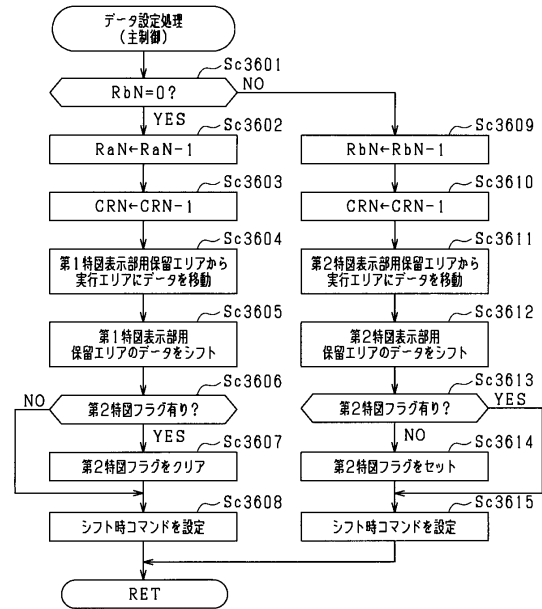 データ設定処理
(主制御)
Sc3601
RbN=0?
NO
YES
Sc3602
RaN←RaN-1
Sc3603
CRN←CRN-1
Sc3604
第1特図表示部用保留エリアから
実行エリアにデータを移動
Sc3605
第1特図表示部用
保留エリアのデータをシフト
Sc3606
NO
第2特図フラグ有り?
YES
Sc3607
第2特図フラグをクリア
Sc3608
シフト時コマンドを設定
Sc3609
RbN←RbN-1
Sc3610
CRN←CRN-1
Sc3611
第2特図表示部用保留エリアから
実行エリアにデータを移動
Sc3612
第2特図表示部用
保留エリアのデータをシフト
Sc3613
第2特図フラグ有り?
YES
NO
Sc3614
第2特図フラグをセット
Sc3615
シフト時コマンドを設定
RET